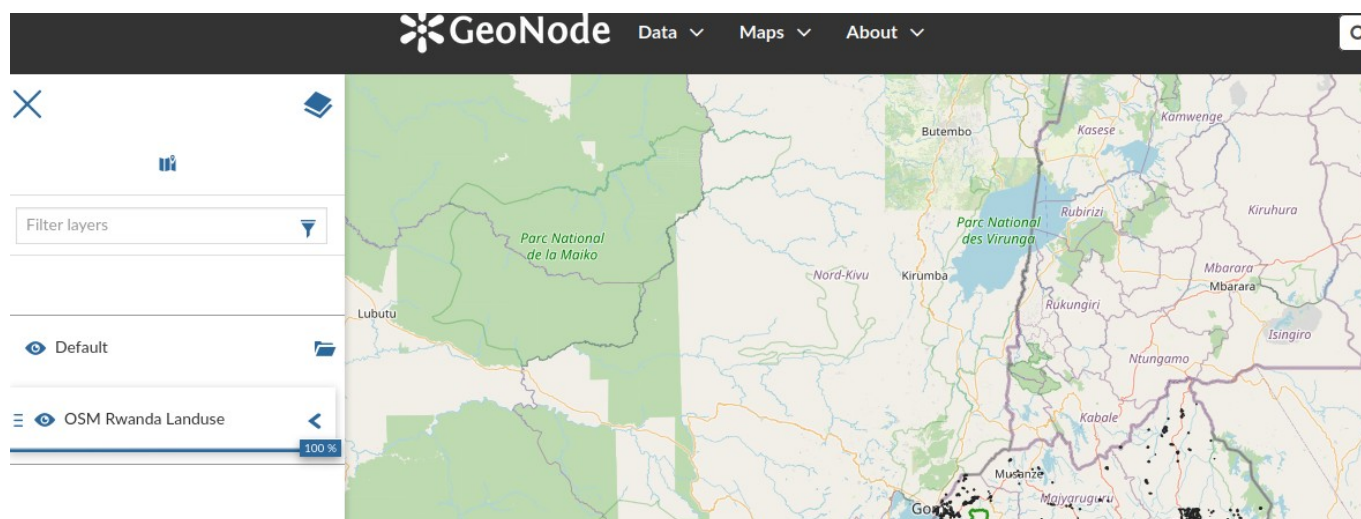 GeoNode Data Maps About
Filter layers
Default
OSM Rwanda Landuse
100 %
Butembo
Kasese
Kamwenge
Parc National
des Virunga
Rubirizi
Kiruhura
Parc National
de la Maiko
Nord-Kivu
Kirumba
Mbarara
Mbarara
Rukungiri
Lubutu
Isingiro
Ntungamo
Kabale
Musanze
Majyaruguru